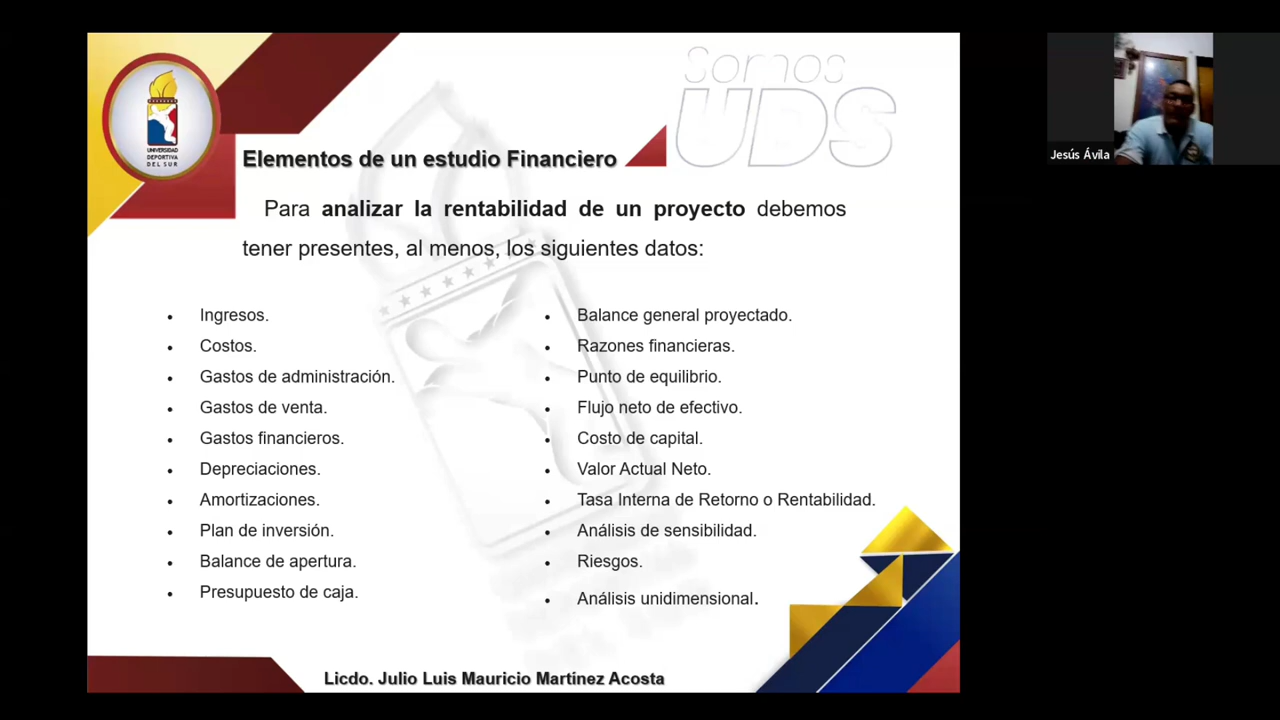 Somos
UDS
UNIVERSIDAD
DEPORTIVA
DEL SUR
Elementos de un estudio Financiero
Para analizar la rentabilidad de un proyecto debemos
tener presentes, al menos, los siguientes datos:
• Ingresos.
• Costos.
• Gastos de administración.
• Gastos de venta.
• Gastos financieros.
• Depreciaciones.
• Amortizaciones.
• Plan de inversión.
• Balance de apertura.
• Presupuesto de caja.
• Balance general proyectado.
• Razones financieras.
• Punto de equilibrio.
• Flujo neto de efectivo.
• Costo de capital.
• Valor Actual Neto.
• Tasa Interna de Retorno o Rentabilidad.
• Análisis de sensibilidad.
• Riesgos.
• Análisis unidimensional.
Licdo. Julio Luis Mauricio Martínez Acosta
Jesús Ávila